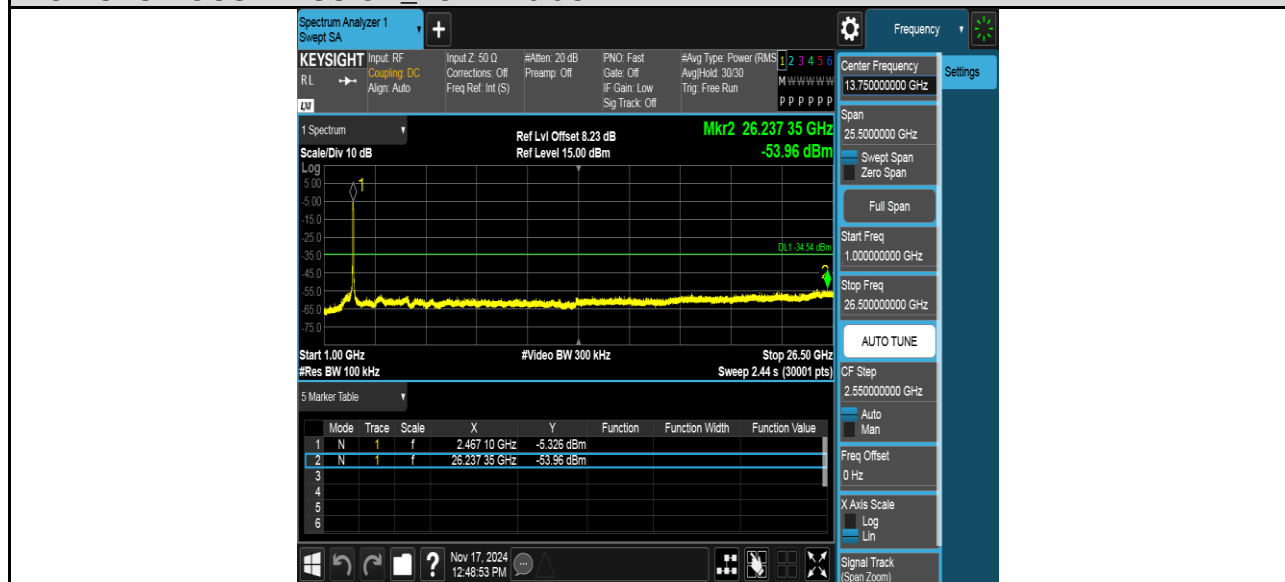 Spectrum Analyzer 1
Swept SA
Frequency
KEYSIGHT
RL
LXI
Input: RF
Coupling: DC
Align: Auto
Input Z: 50 Ω
Corrections: Off
Freq Ref: Int (S)
#Atten: 20 dB
Preamp: Off
PNO: Fast
Gate: Off
IF Gain: Low
Sig Track: Off
#Avg Type: Power (RMS
Avg|Hold: 30/30
Trig: Free Run
1 2 3 4 5 6
M W W W W W
P P P P P P
1 Spectrum
Scale/Div 10 dB
Ref Lvl Offset 8.23 dB
Ref Level 15.00 dBm
Mkr2 26.237 35 GHz
-53.96 dBm
Log
5.00
-5.00
-15.0
-25.0
-35.0
-45.0
-55.0
-65.0
-75.0
1
DL1 -34.54 dBm
2
Start 1.00 GHz
#Video BW 300 kHz
Stop 26.50 GHz
#Res BW 100 kHz
Sweep 2.44 s (30001 pts)
5 Marker Table
Mode Trace Scale X Y Function Function Width Function Value
1 N 1 f 2.467 10 GHz -5.326 dBm
2 N 1 f 26.237 35 GHz -53.96 dBm
3
4
5
6
Nov 17, 2024
12:48:53 PM
Settings
Center Frequency
13.750000000 GHz
Span
25.5000000 GHz
Swept Span
Zero Span
Full Span
Start Freq
1.000000000 GHz
Stop Freq
26.500000000 GHz
AUTO TUNE
CF Step
2.550000000 GHz
Auto
Man
Freq Offset
0 Hz
X Axis Scale
Log
Lin
Signal Track
(Span Zoom)